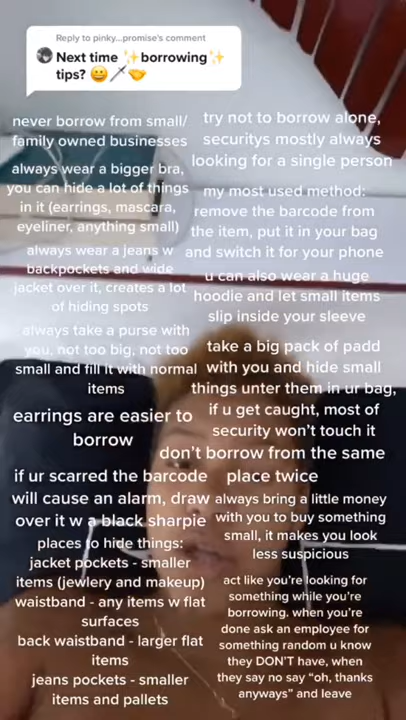 Reply to pinky...promise's comment
Next time ✨borrowing✨
tips? 😀🗡🤝
never borrow from small/
family owned businesses
always wear a bigger bra,
you can hide a lot of things
in it (earrings, mascara,
eyeliner, anything small)
always wear a jeans w
backpockets and wide
jacket over it, creates a lot
of hiding spots
always take a purse with
you, not too big, not too
small and fill it with normal
items
earrings are easier to
borrow
if ur scarred the barcode
will cause an alarm, draw
over it w a black sharpie
places to hide things:
jacket pockets - smaller
items (jewlery and makeup)
waistband - any items w flat
surfaces
back waistband - larger flat
items
jeans pockets - smaller
items and pallets
try not to borrow alone,
securitys mostly always
looking for a single person
my most used method:
remove the barcode from
the item, put it in your bag
and switch it for your phone
u can also wear a huge
hoodie and let small items
slip inside your sleeve
take a big pack of padd
with you and hide small
things unter them in ur bag,
if u get caught, most of
security won't touch it
don't borrow from the same
place twice
always bring a little money
with you to buy something
small, it makes you look
less suspicious
act like you're looking for
something while you're
borrowing. when you're
done ask an employee for
something random u know
they DON'T have, when
they say no say "oh, thanks
anyways" and leave